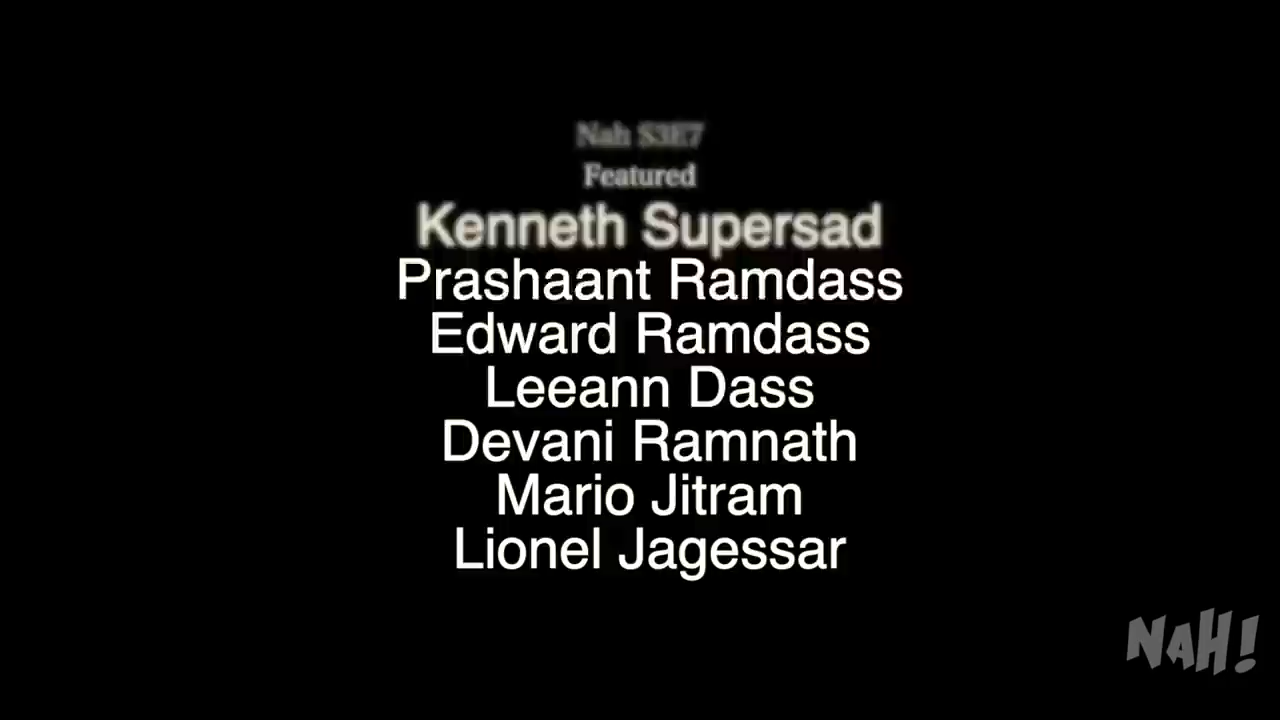 Nah S3E7
Featured
Kenneth Supersad
Prashaant Ramdass
Edward Ramdass
Leeann Dass
Devani Ramnath
Mario Jitram
Lionel Jagessar
NAH!